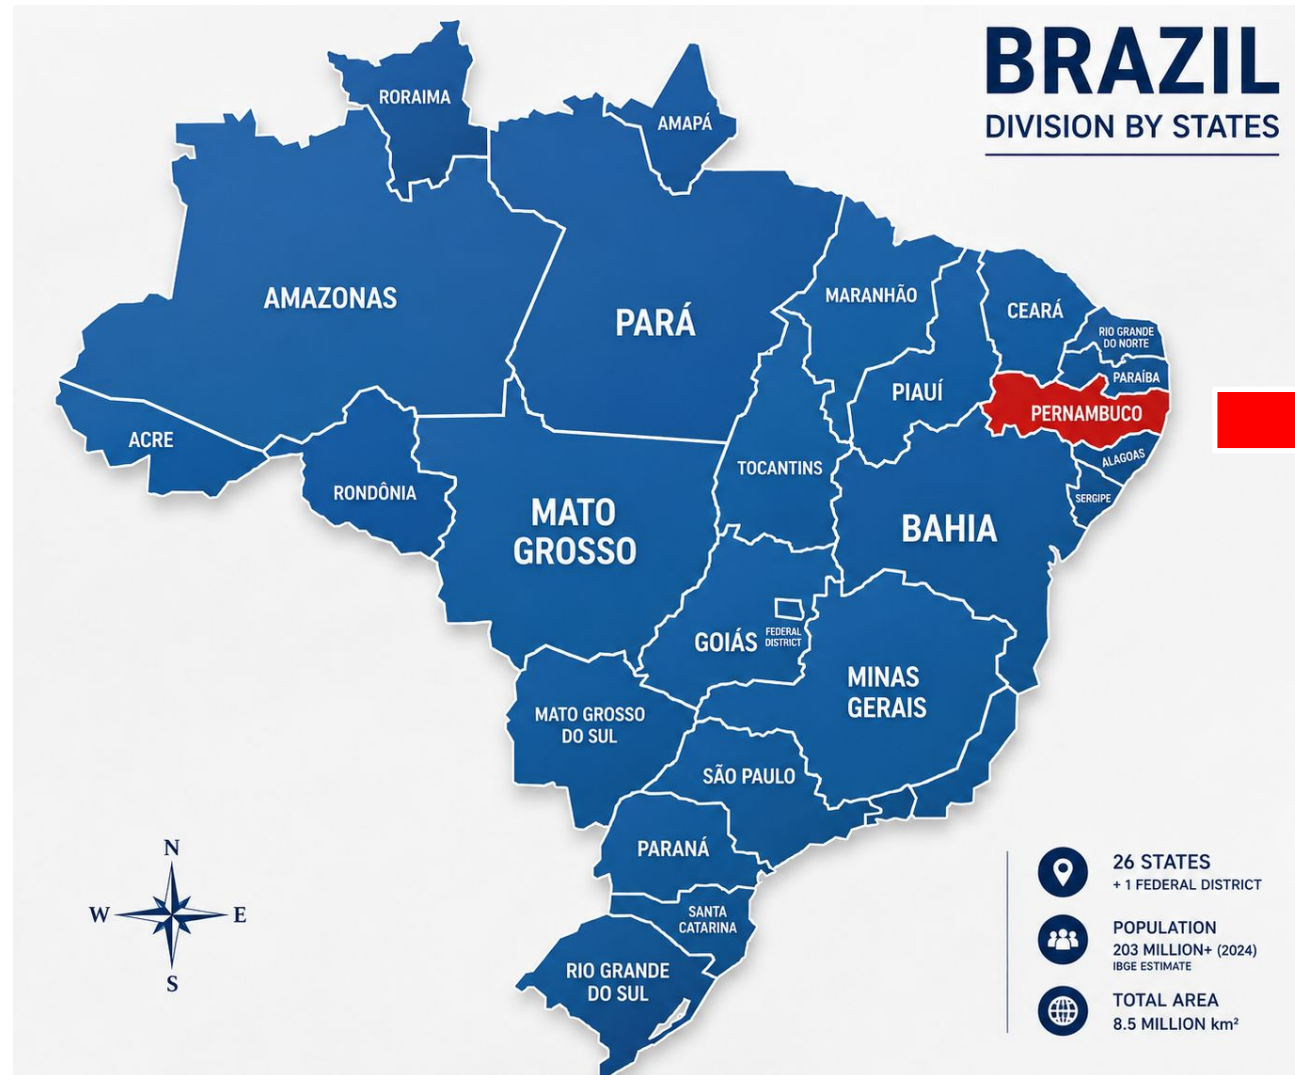 BRAZIL
DIVISION BY STATES
RORAIMA
AMAPÁ
AMAZONAS
PARÁ
MARANHÃO
CEARÁ
RIO GRANDE
DO NORTE
PARAÍBA
PIAUÍ
PERNAMBUCO
ACRE
ALAGOAS
TOCANTINS
RONDÔNIA
SERGIPE
MATO
GROSSO
BAHIA
GOIÁS
FEDERAL
DISTRICT
MINAS
GERAIS
MATO GROSSO
DO SUL
SÃO PAULO
PARANÁ
SANTA
CATARINA
RIO GRANDE
DO SUL
N
W
E
S
26 STATES
+ 1 FEDERAL DISTRICT
POPULATION
203 MILLION+ (2024)
IBGE ESTIMATE
TOTAL AREA
8.5 MILLION km²